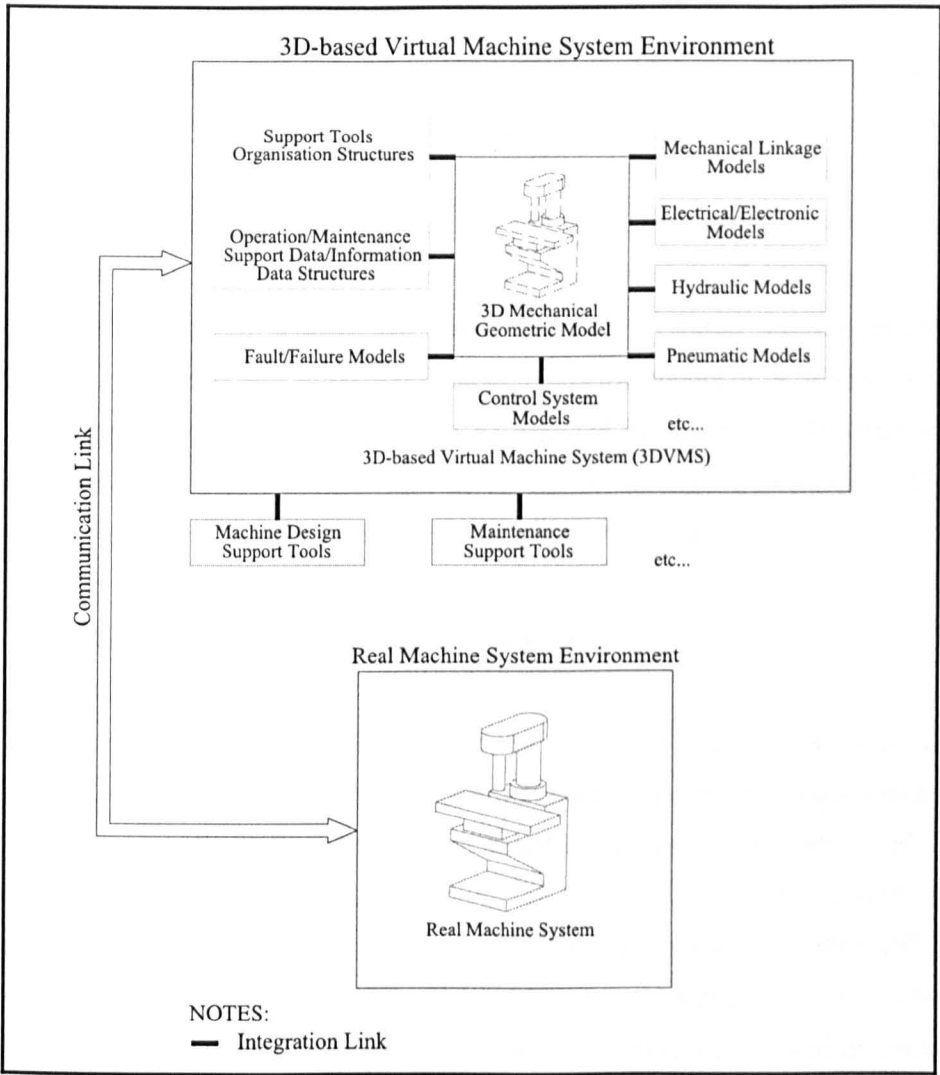 3D-based Virtual Machine System Environment
Support Tools
Organisation Structures
Operation/Maintenance
Support Data/Information
Data Structures
Fault/Failure Models
3D Mechanical
Geometric Model
Mechanical Linkage
Models
Electrical/Electronic
Models
Hydraulic Models
Pneumatic Models
Control System
Models
etc...
3D-based Virtual Machine System (3DVMS)
Machine Design
Support Tools
Maintenance
Support Tools
etc...
Communication Link
Real Machine System Environment
Real Machine System
NOTES:
Integration Link